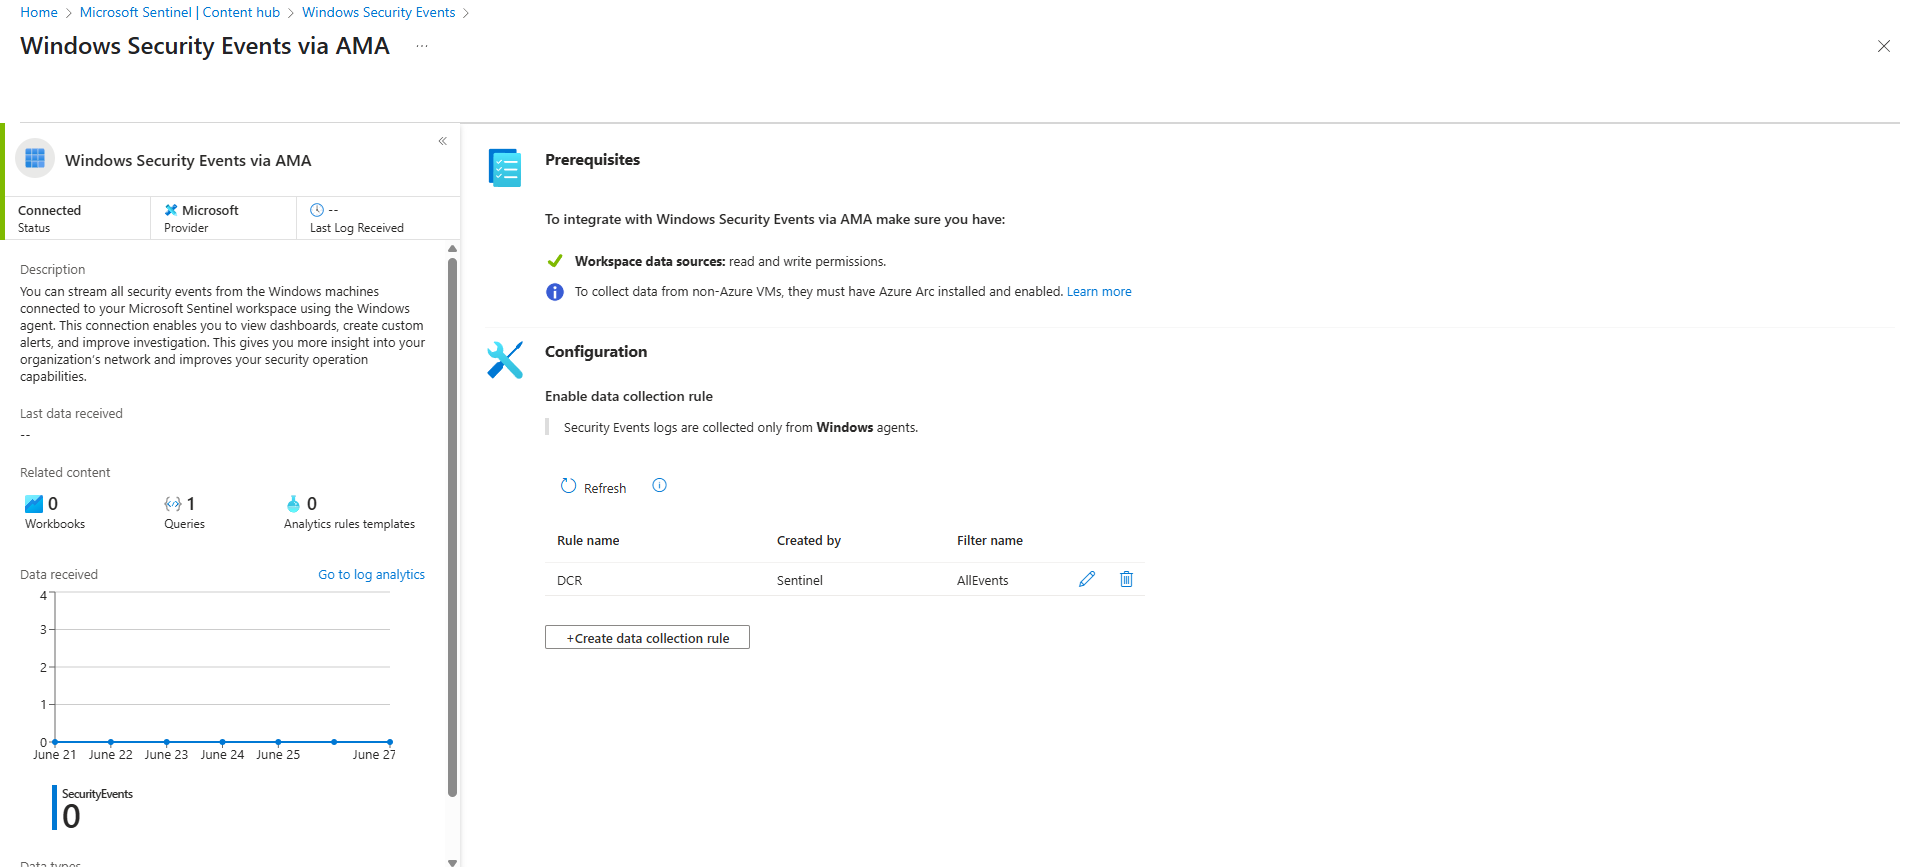 Home > Microsoft Sentinel | Content hub > Windows Security Events >
Windows Security Events via AMA ...
«
Windows Security Events via AMA
Connected
Status
Microsoft
Provider
--
Last Log Received
Description
You can stream all security events from the Windows machines
connected to your Microsoft Sentinel workspace using the Windows
agent. This connection enables you to view dashboards, create custom
alerts, and improve investigation. This gives you more insight into your
organization's network and improves your security operation
capabilities.
Last data received
--
Related content
0
Workbooks
1
Queries
0
Analytics rules templates
Data received
Go to log analytics
4
3
2
1
0
June 21 June 22 June 23 June 24 June 25 June 27
SecurityEvents
0
Data types
Prerequisites
To integrate with Windows Security Events via AMA make sure you have:
Workspace data sources: read and write permissions.
To collect data from non-Azure VMs, they must have Azure Arc installed and enabled. Learn more
Configuration
Enable data collection rule
Security Events logs are collected only from Windows agents.
Refresh
Rule name Created by Filter name
DCR Sentinel AllEvents
+Create data collection rule